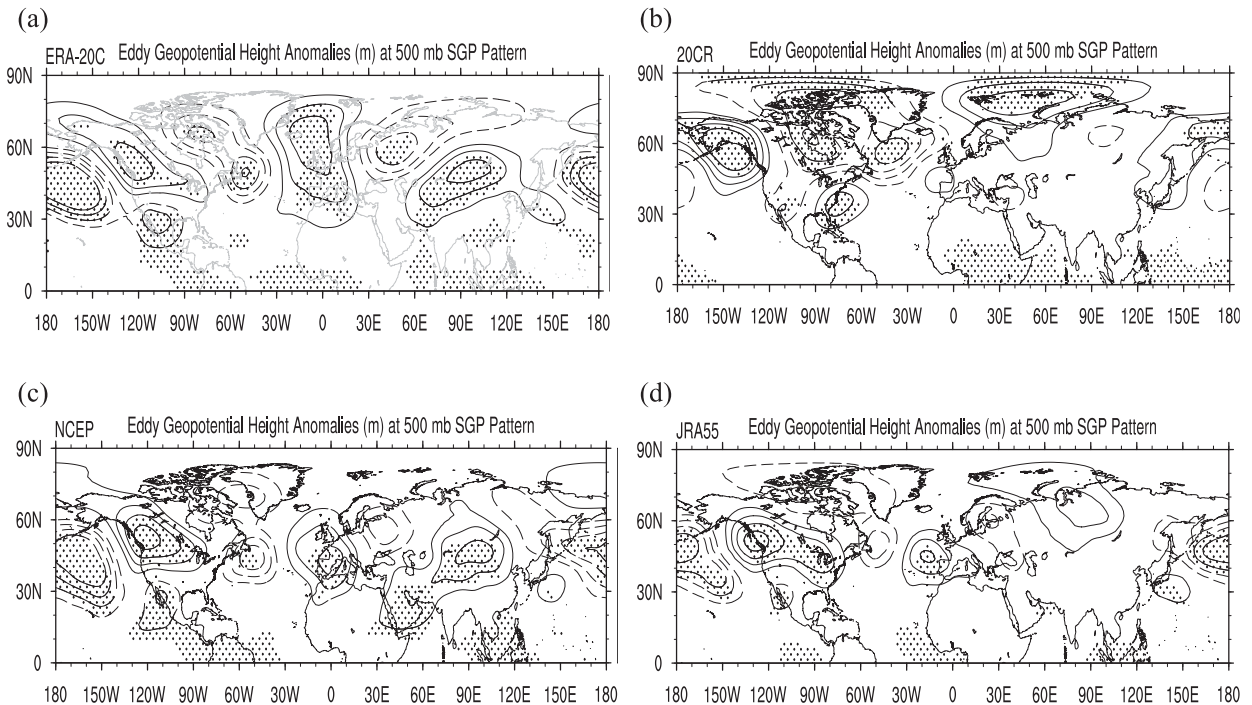 (a)
ERA-20C Eddy Geopotential Height Anomalies (m) at 500 mb SGP Pattern
90N
60N
30N
0
180 150W 120W 90W 60W 30W 0 30E 60E 90E 120E 150E 180
(b)
20CR Eddy Geopotential Height Anomalies (m) at 500 mb SGP Pattern
90N
60N
30N
0
180 150W 120W 90W 60W 30W 0 30E 60E 90E 120E 150E 180
(c)
NCEP Eddy Geopotential Height Anomalies (m) at 500 mb SGP Pattern
90N
60N
30N
0
180 150W 120W 90W 60W 30W 0 30E 60E 90E 120E 150E 180
(d)
JRA55 Eddy Geopotential Height Anomalies (m) at 500 mb SGP Pattern
90N
60N
30N
0
180 150W 120W 90W 60W 30W 0 30E 60E 90E 120E 150E 180